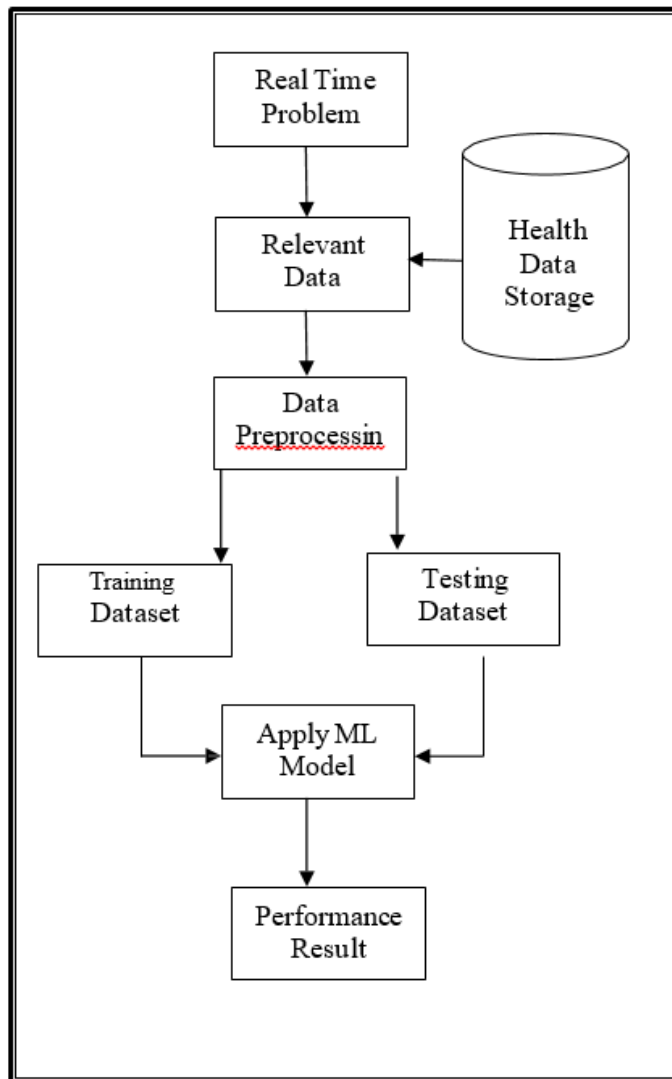 Real Time
Problem
Relevant
Data
Health
Data
Storage
Data
Preprocessin
Training
Dataset
Testing
Dataset
Apply ML
Model
Performance
Result